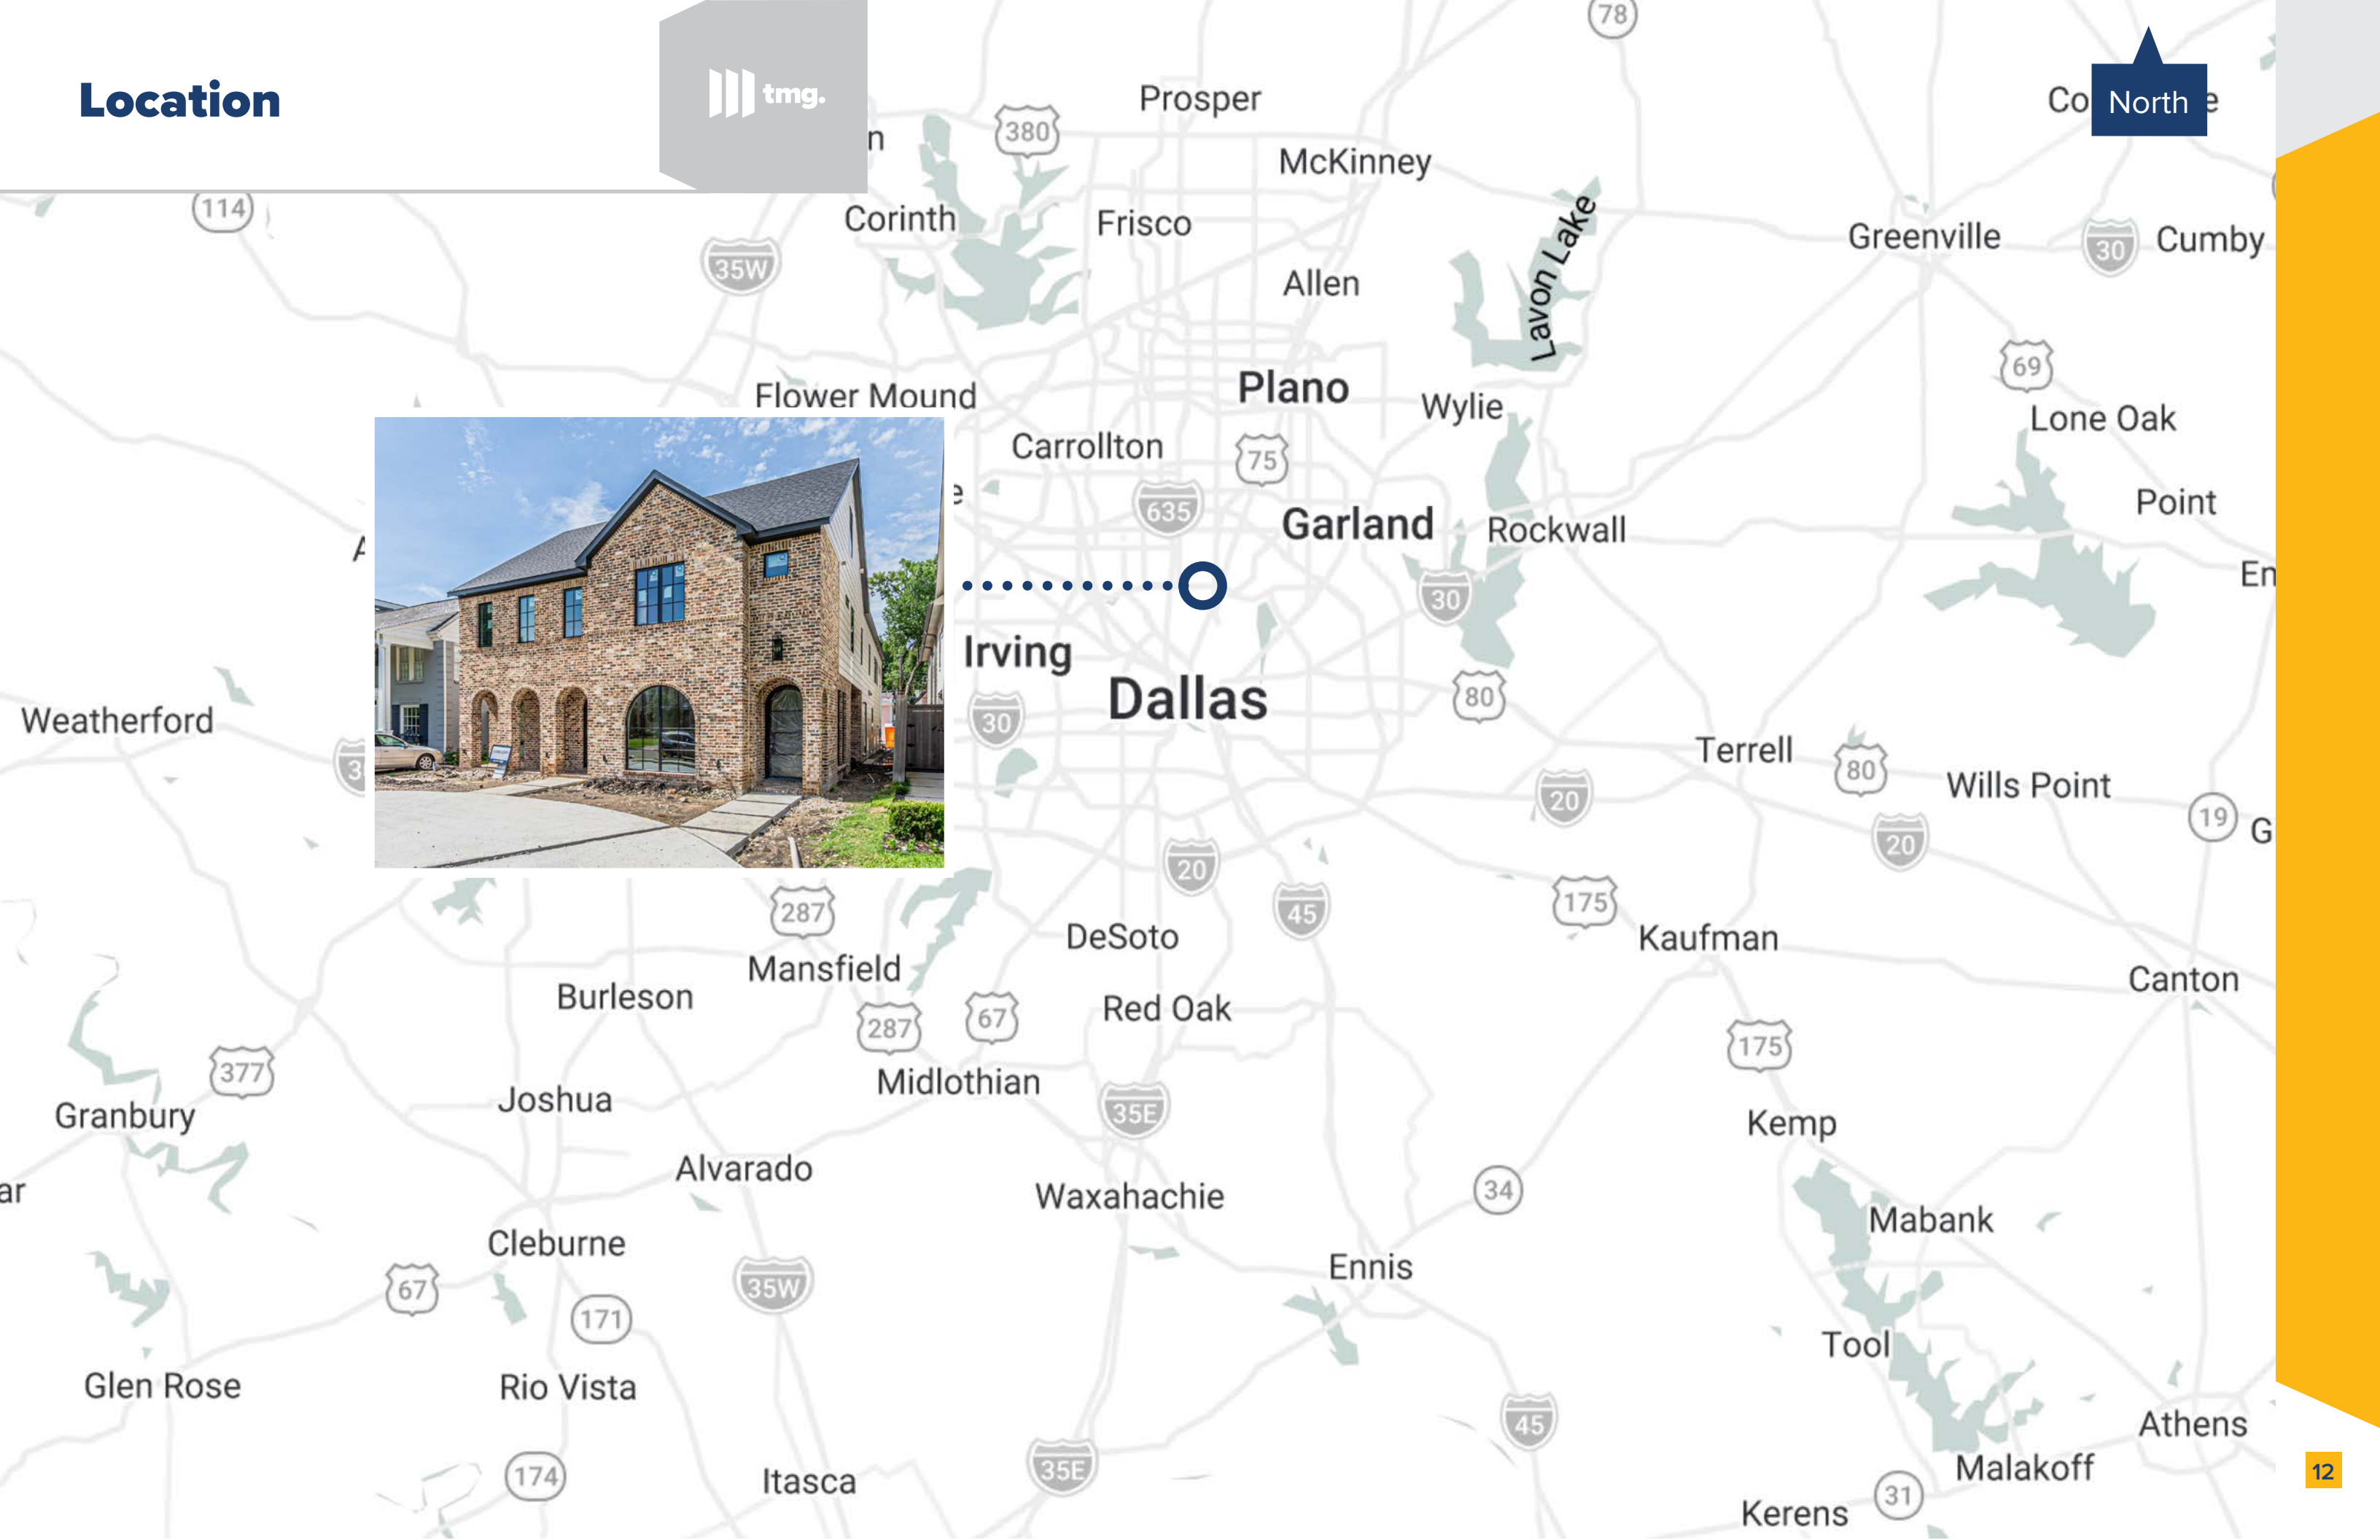 Location
tmg.
78
Prosper
North
Co
e
n
380
McKinney
114
Corinth
Frisco
Lavon Lake
Greenville
30
Cumby
35W
Allen
69
Flower Mound
Plano
Wylie
Lone Oak
Carrollton
75
e
635
Garland
Rockwall
Point
A
30
En
Irving
Dallas
80
Weatherford
30
3
Terrell
80
Wills Point
20
19
G
20
20
287
45
175
DeSoto
Kaufman
Mansfield
Canton
Burleson
Red Oak
287
67
175
377
Midlothian
Joshua
35E
Granbury
Kemp
Alvarado
ar
Waxahachie
34
Mabank
Cleburne
Ennis
67
35W
171
Tool
Glen Rose
Rio Vista
45
Athens
174
Itasca
35E
Malakoff
12
31
Kerens